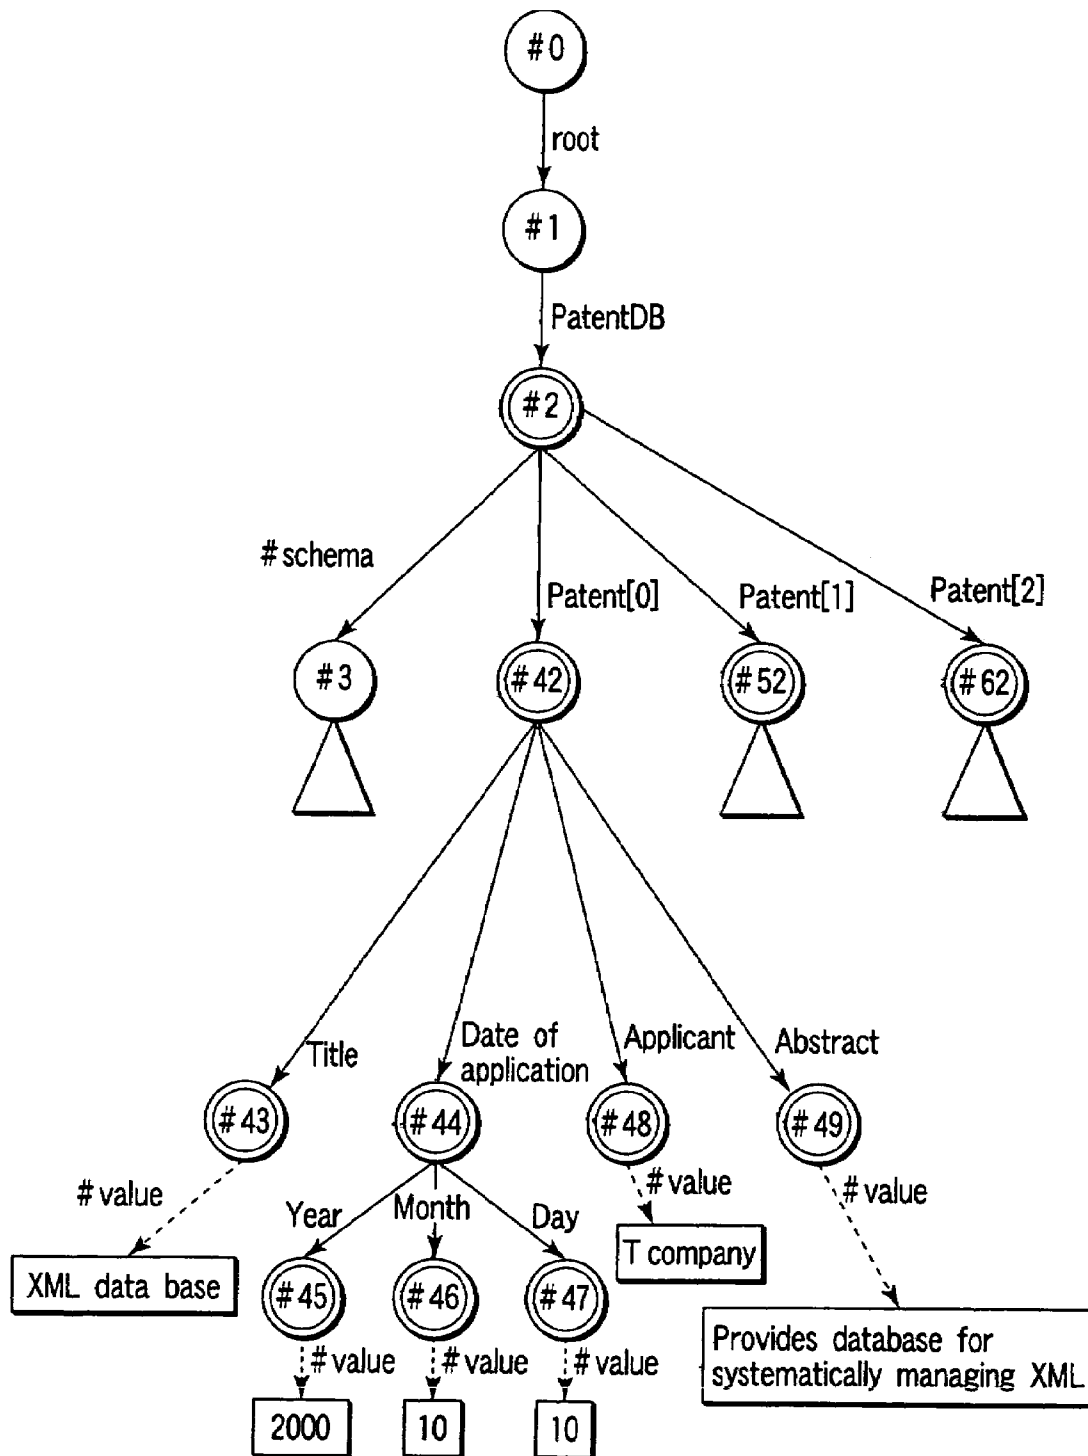 #0
root
#1
PatentDB
#2
#schema
Patent[0]
Patent[1]
Patent[2]
#3
#42
#52
#62
Title
Date of
application
Applicant
Abstract
#43
#44
#48
#49
#value
Year
Month
Day
#value
#value
XML data base
#45
#46
#47
T company
#value
#value
#value
Provides database for
systematically managing XML
2000
10
10